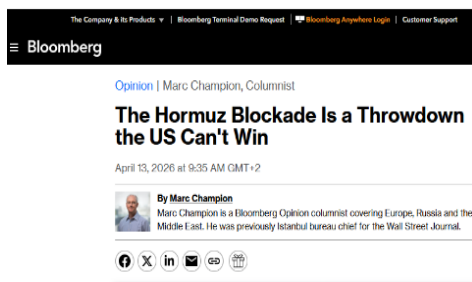 The Company & Its Products ▾ | Bloomberg Terminal Demo Request | Bloomberg Anywhere Login | Customer Support
Bloomberg
Opinion | Marc Champion, Columnist
The Hormuz Blockade Is a Throwdown
the US Can't Win
April 13, 2026 at 9:35 AM GMT+2
By Marc Champion
Marc Champion is a Bloomberg Opinion columnist covering Europe, Russia and the
Middle East. He was previously Istanbul bureau chief for the Wall Street Journal.